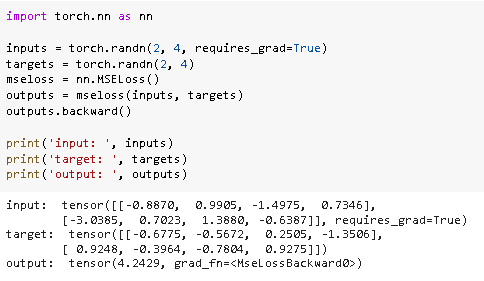 import torch.nn as nn
inputs = torch.randn(2, 4, requires_grad=True)
targets = torch.randn(2, 4)
mseloss = nn.MSELoss()
outputs = mseloss(inputs, targets)
outputs.backward()
print('input: ', inputs)
print('target: ', targets)
print('output: ', outputs)
input:  tensor([[-0.8870,  0.9905, -1.4975,  0.7346],
        [-3.0385,  0.7023,  1.3880, -0.6387]], requires_grad=True)
target:  tensor([[-0.6775, -0.5672,  0.2505, -1.3506],
        [ 0.9248, -0.3964, -0.7804,  0.9275]])
output:  tensor(4.2429, grad_fn=<MseLossBackward0>)